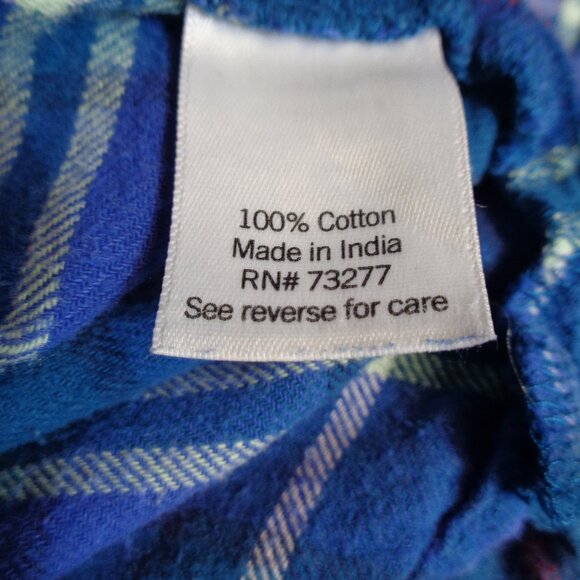 100% Cotton
Made in India
RN# 73277
See reverse for care